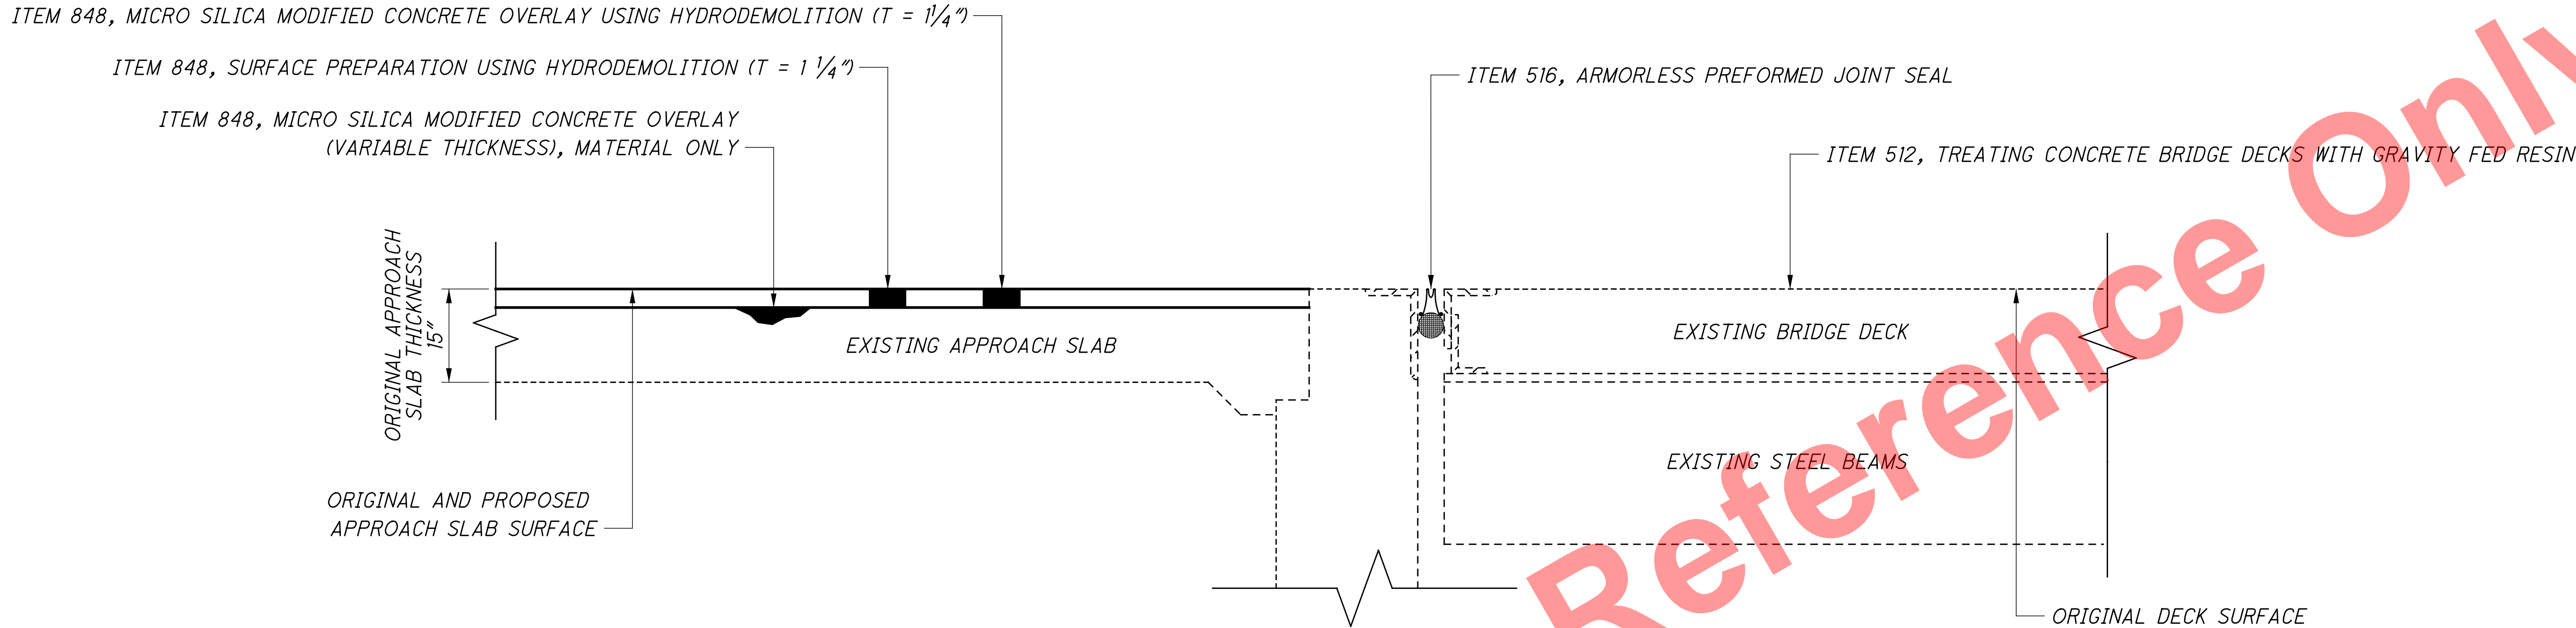 ITEM 848, MICRO SILICA MODIFIED CONCRETE OVERLAY USING HYDRODEMOLITION (T = 1 1/4")
ITEM 848, SURFACE PREPARATION USING HYDRODEMOLITION (T = 1 1/4")
ITEM 848, MICRO SILICA MODIFIED CONCRETE OVERLAY
(VARIABLE THICKNESS), MATERIAL ONLY
ITEM 516, ARMORLESS PREFORMED JOINT SEAL
ITEM 512, TREATING CONCRETE BRIDGE DECKS WITH GRAVITY FED RESIN
ORIGINAL APPROACH
SLAB THICKNESS
15"
EXISTING APPROACH SLAB
EXISTING BRIDGE DECK
EXISTING STEEL BEAMS
ORIGINAL AND PROPOSED
APPROACH SLAB SURFACE
ORIGINAL DECK SURFACE
Reference Only